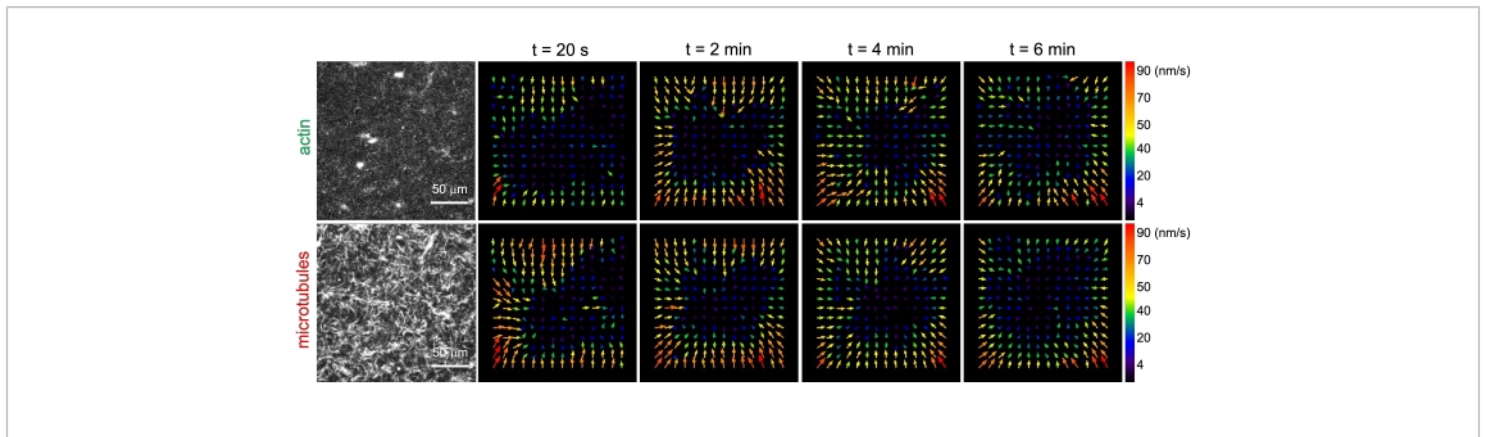 t = 20 s
t = 2 min
t = 4 min
t = 6 min
actin
50 μm
90 (nm/s)
70
50
40
20
4
microtubules
50 μm
90 (nm/s)
70
50
40
20
4